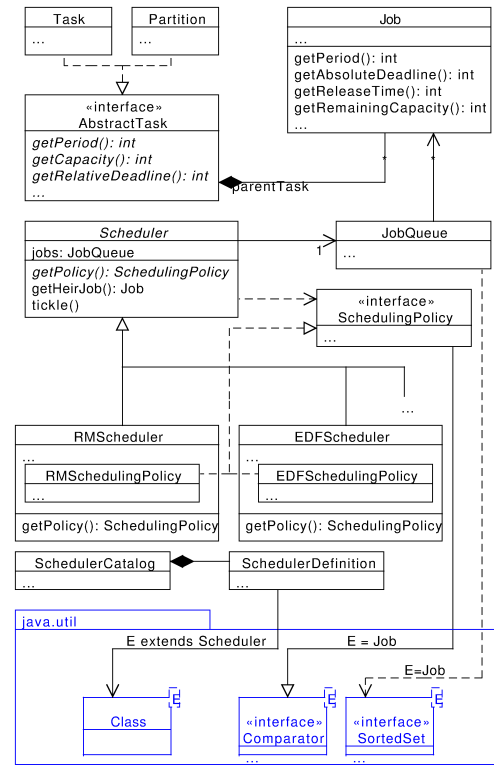 Task
...
Partition
...
Job
...
getPeriod(): int
getAbsoluteDeadline(): int
getReleaseTime(): int
getRemainingCapacity(): int
...
«interface»
AbstractTask
getPeriod(): int
getCapacity(): int
getRelativeDeadline(): int
...
parentTask
*
*
Scheduler
jobs: JobQueue
getPolicy(): SchedulingPolicy
getHeirJob(): Job
tickle()
1
JobQueue
...
«interface»
SchedulingPolicy
...
...
RMScheduler
...
RMSchedulingPolicy
...
getPolicy(): SchedulingPolicy
EDFScheduler
...
EDFSchedulingPolicy
...
getPolicy(): SchedulingPolicy
SchedulerCatalog
...
SchedulerDefinition
...
java.util
E extends Scheduler
E = Job
E=Job
E
Class
E
«interface»
Comparator
...
E
«interface»
SortedSet
...